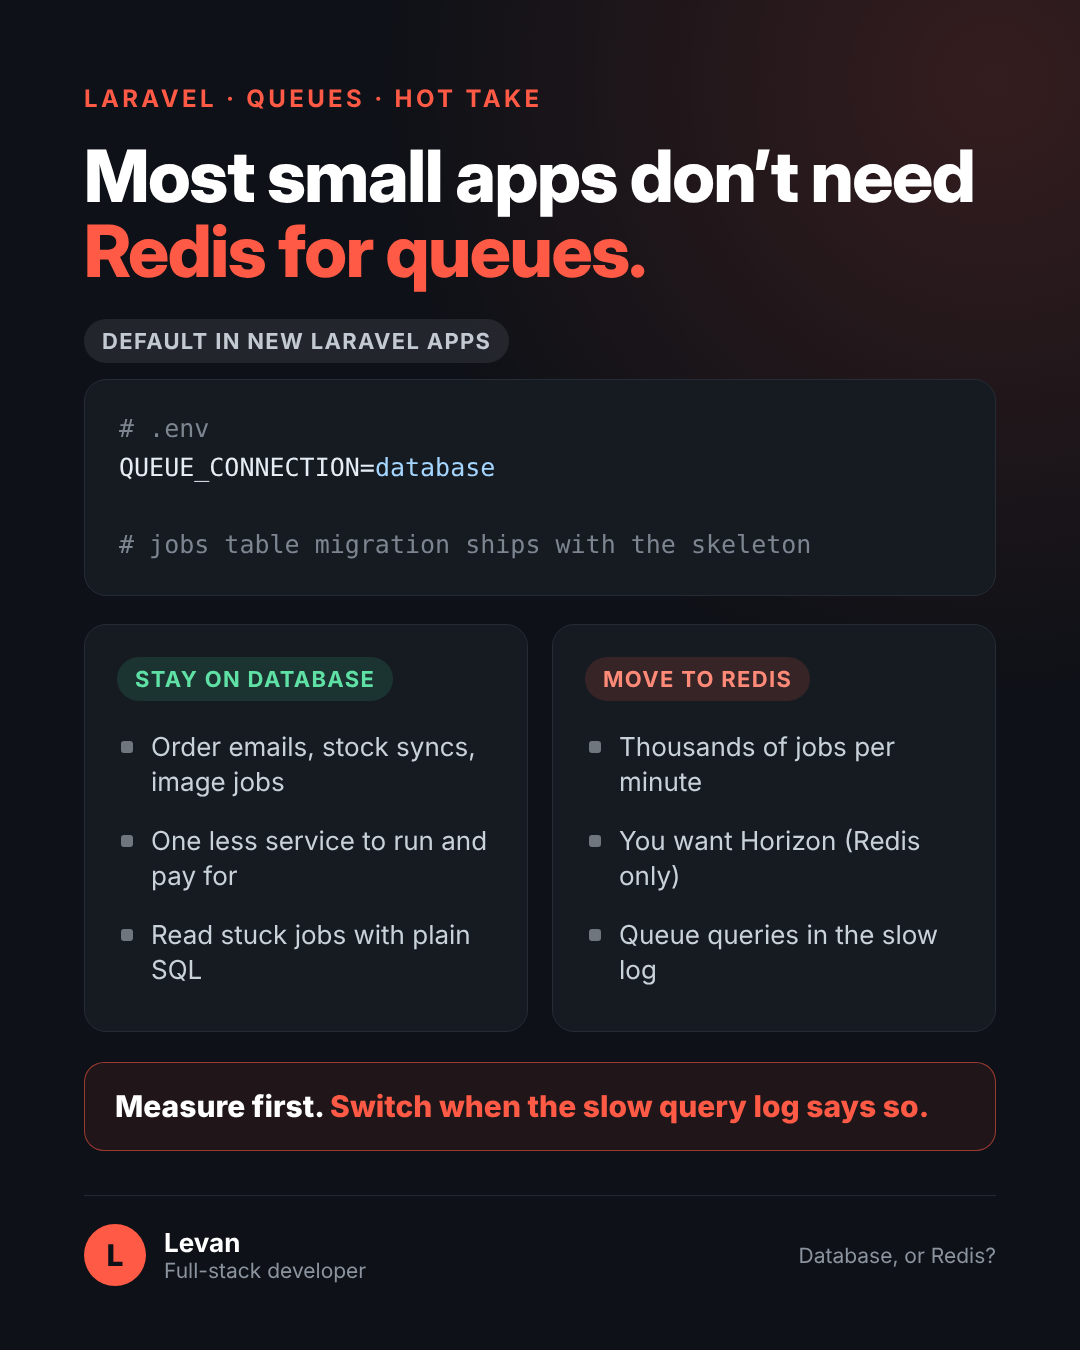 LARAVEL · QUEUES · HOT TAKE
Most small apps don’t need
Redis for queues.
DEFAULT IN NEW LARAVEL APPS
# .env
QUEUE_CONNECTION=database
# jobs table migration ships with the skeleton
STAY ON DATABASE
Order emails, stock syncs,
image jobs
One less service to run and
pay for
Read stuck jobs with plain
SQL
MOVE TO REDIS
Thousands of jobs per
minute
You want Horizon (Redis
only)
Queue queries in the slow
log
Measure first. Switch when the slow query log says so.
L
Levan
Full-stack developer
Database, or Redis?